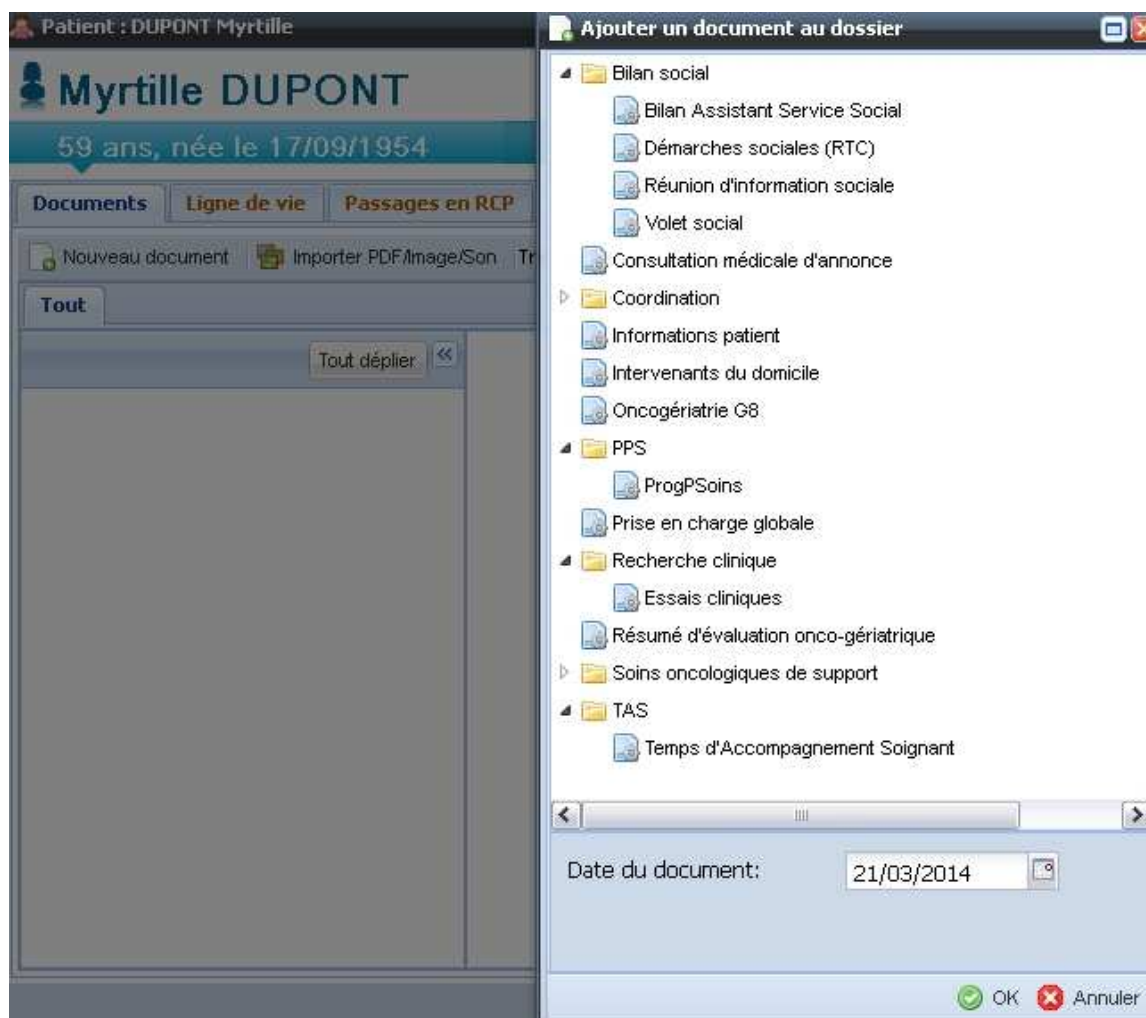 Patient : DUPONT Myrtille
Myrtille DUPONT
59 ans, née le 17/09/1954
Documents Ligne de vie Passages en RCP
Nouveau document Importer PDF/Image/Son Tr
Tout
Tout déplier
Ajouter un document au dossier
Bilan social
Bilan Assistant Service Social
Démarches sociales (RTC)
Réunion d'information sociale
Volet social
Consultation médicale d'annonce
Coordination
Informations patient
Intervenants du domicile
Oncogériatrie G8
PPS
ProgPSoins
Prise en charge globale
Recherche clinique
Essais cliniques
Résumé d'évaluation onco-gériatrique
Soins oncologiques de support
TAS
Temps d'Accompagnement Soignant
Date du document: 21/03/2014
OK Annuler